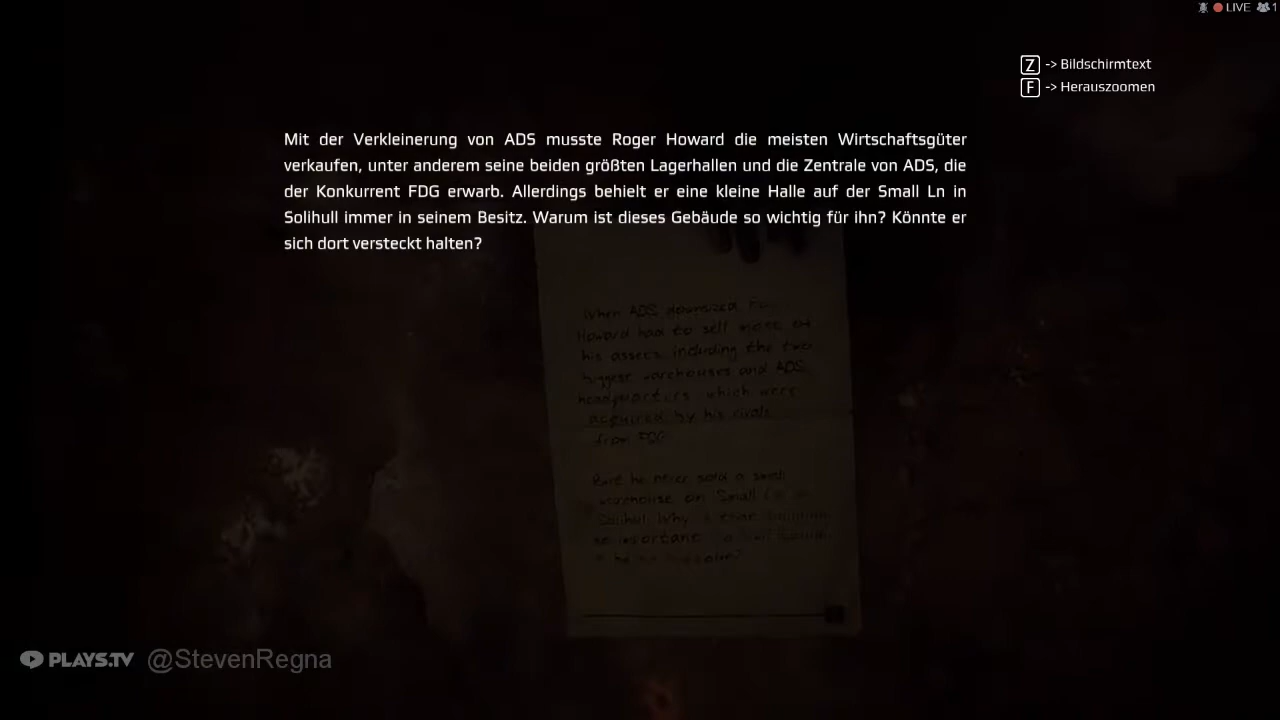 LIVE 1
Z -> Bildschirmtext
F -> Herauszoomen
Mit der Verkleinerung von ADS musste Roger Howard die meisten Wirtschaftsgüter
verkaufen, unter anderem seine beiden größten Lagerhallen und die Zentrale von ADS, die
der Konkurrent FDG erwarb. Allerdings behielt er eine kleine Halle auf der Small Ln in
Solihull immer in seinem Besitz. Warum ist dieses Gebäude so wichtig für ihn? Könnte er
sich dort versteckt halten?
When ADS downsized
Howard had to sell most
his assets including the two
biggest warehouses and ADS
headquarters which were
acquired by his rivals
from FDG
But he never sold a small
warehouse on Small
Solihull Why
so important
he
PLAYS.TV @StevenRegna